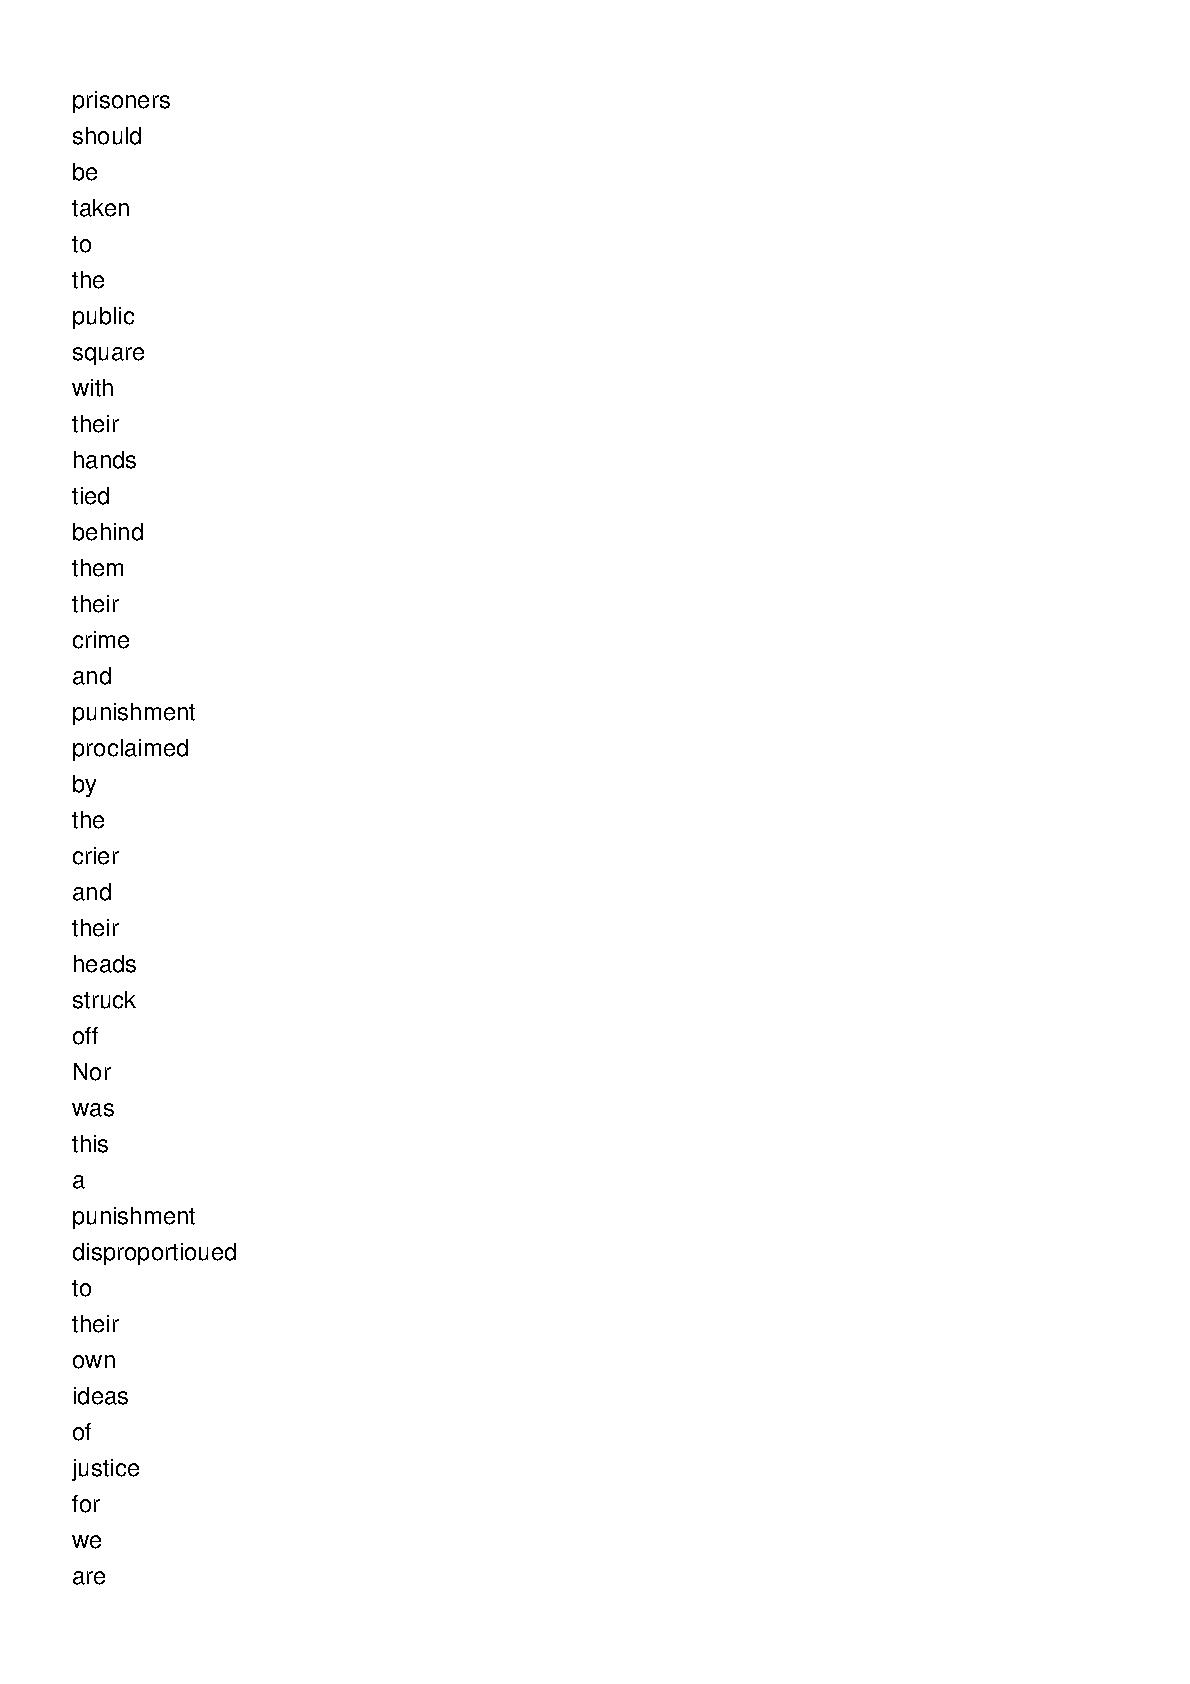 prisoners
should
be
taken
to
the
public
square
with
their
hands
tied
behind
them
their
crime
and
punishment
proclaimed
by
the
crier
and
their
heads
struck
off
Nor
was
this
a
punishment
disproportioued
to
their
own
ideas
of
justice
for
we
are